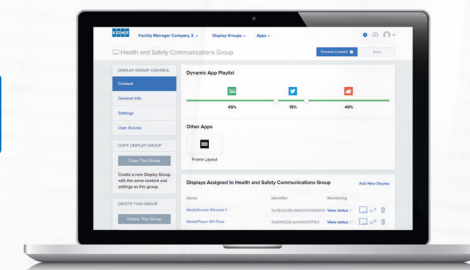 Facility Manager Company 3
Display Groups
Apps
Health and Safety Communications Group
Preview Content
Save
DISPLAY GROUP CONTROL
Content
General Info
Settings
User Access
COPY DISPLAY GROUP
Copy This Group
Create a new Display Group
with the same content and
settings as this group.
DELETE THIS GROUP
Delete This Group
Dynamic App Playlist
45%
15%
40%
Other Apps
Frame Layout
Displays Assigned to Health and Safety Communications Group
Add New Display
Name
Identifier
Monitoring
View status
MediaPlayer 4th Floor
View status